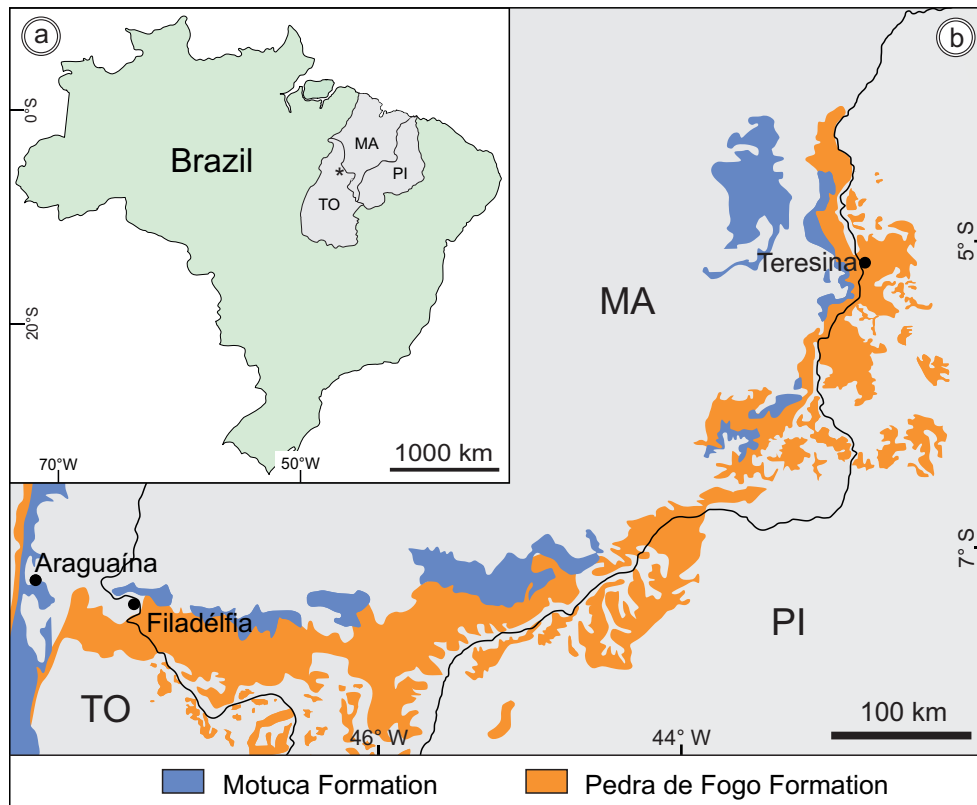 a
0°S
20°S
70°W
50°W
Brazil
MA
PI
TO
*
1000 km
b
5° S
7° S
46° W
44° W
MA
PI
TO
Teresina
Araguaína
Filadélfia
100 km
Motuca Formation
Pedra de Fogo Formation